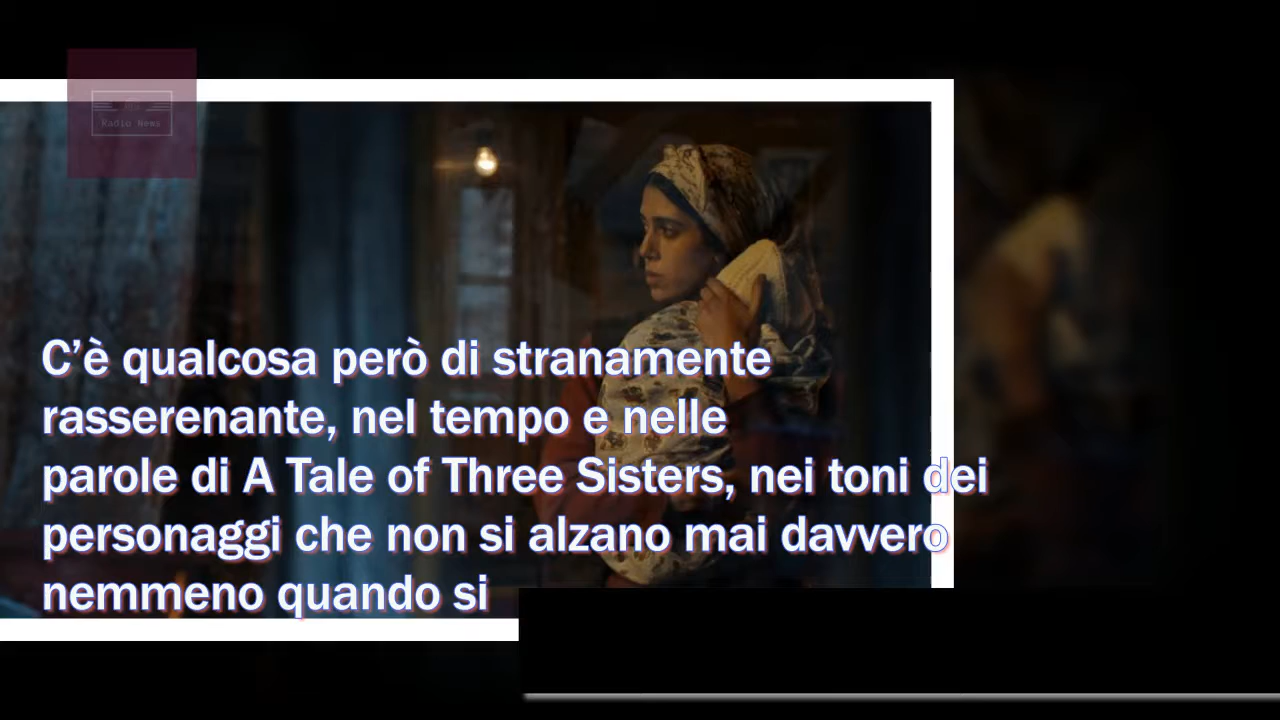 Radio News
C'è qualcosa però di stranamente
rasserenante, nel tempo e nelle
parole di A Tale of Three Sisters, nei toni dei
personaggi che non si alzano mai davvero
nemmeno quando si